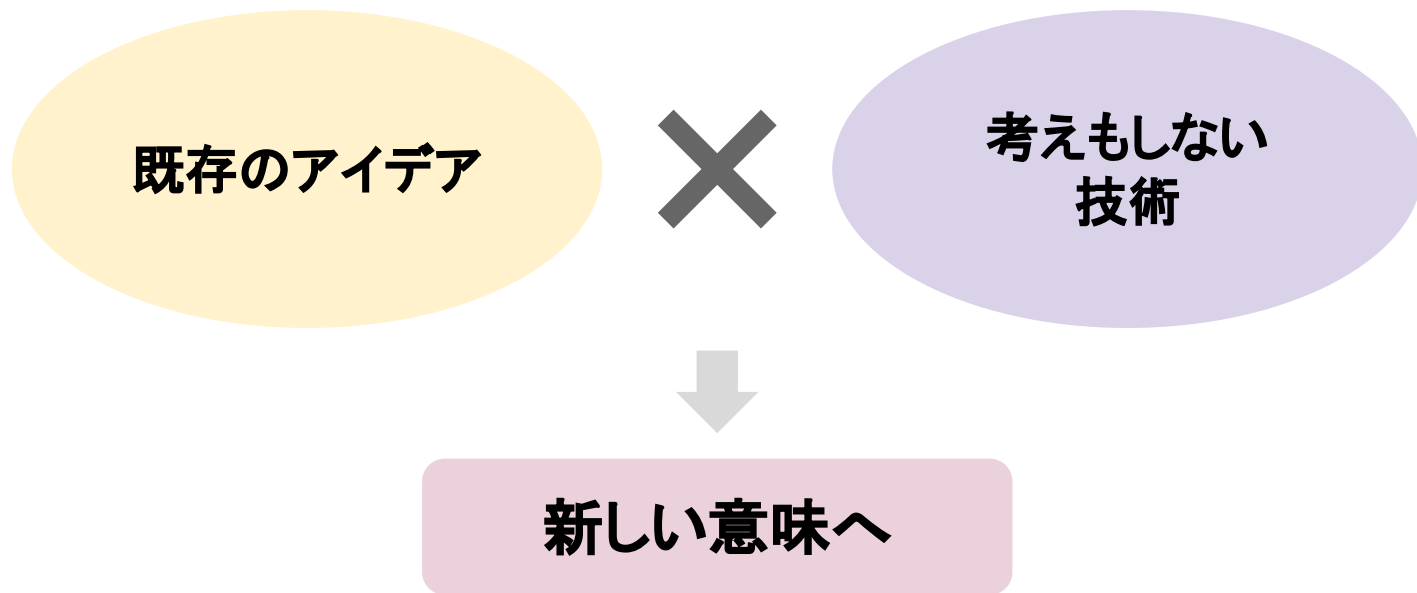 既存のアイデア
考えもしない
技術
新しい意味へ